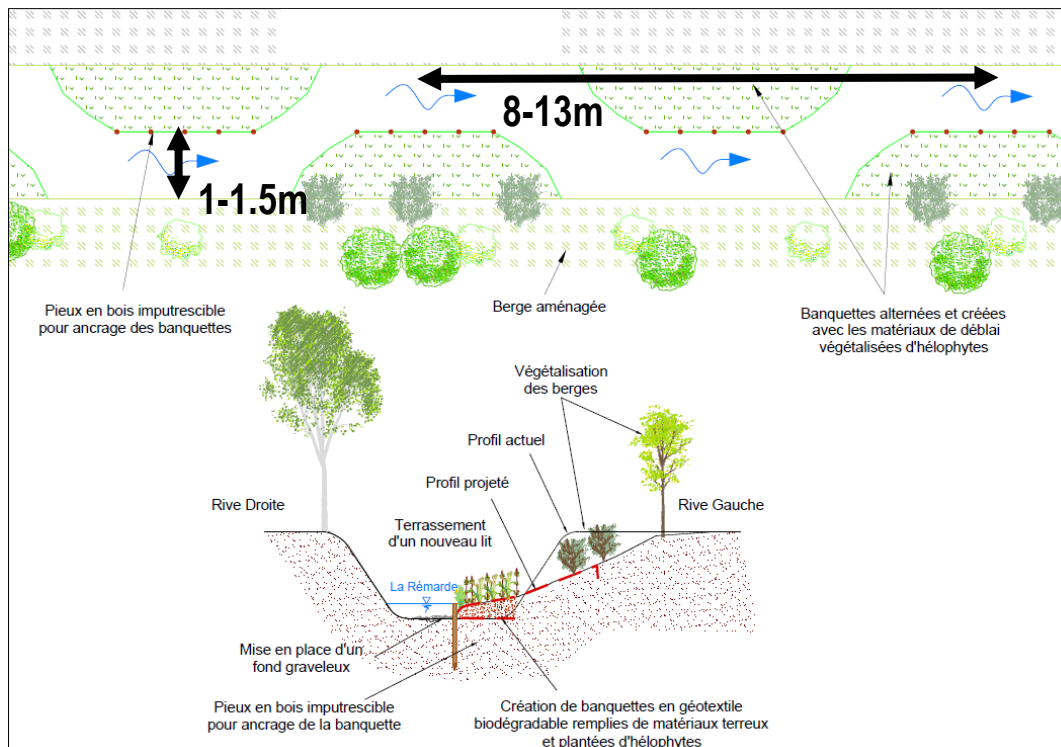 8-13m
1-1.5m
Pieux en bois imputrescible
pour ancrage des banquettes
Berge aménagée
Banquettes alternées et créées
avec les matériaux de déblai
végétalisées d'hélophytes
Végétalisation
des berges
Profil actuel
Profil projeté
Rive Droite
Rive Gauche
Terrassement
d'un nouveau lit
La Rémarde
Mise en place d'un
fond graveleux
Pieux en bois imputrescible
pour ancrage de la banquette
Création de banquettes en géotextile
biodégradable remplies de matériaux terreux
et plantées d'hélophytes